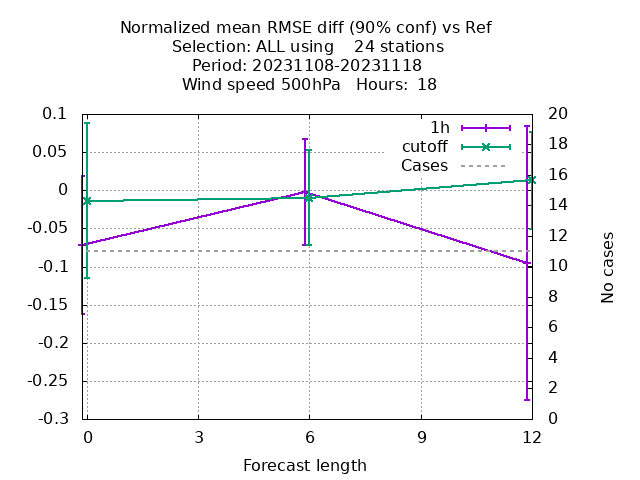 Normalized mean RMSE diff (90% conf) vs Ref
Selection: ALL using    24 stations
Period: 20231108-20231118
Wind speed 500hPa   Hours:  18
0.1
0.05
0
-0.05
-0.1
-0.15
-0.2
-0.25
-0.3
1h
cutoff
Cases
20
18
16
14
12
10
8
6
4
2
0
No cases
0 3 6 9 12
Forecast length